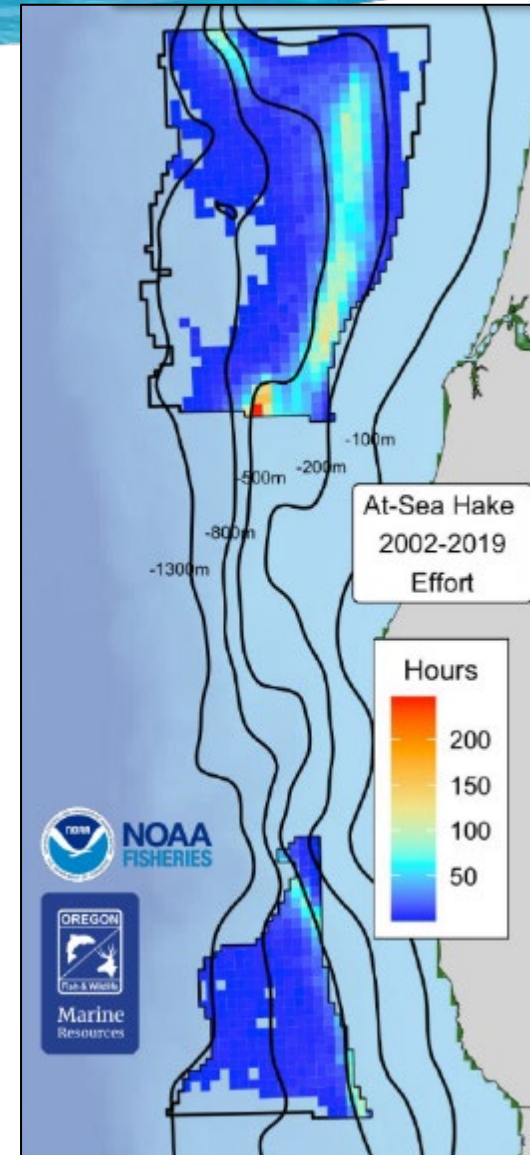 -100m
-200m
-500m
-800m
-1300m
At-Sea Hake
2002-2019
Effort
Hours
200
150
100
50
NOAA
NOAA
FISHERIES
OREGON
Fish & Wildlife
Marine
Resources